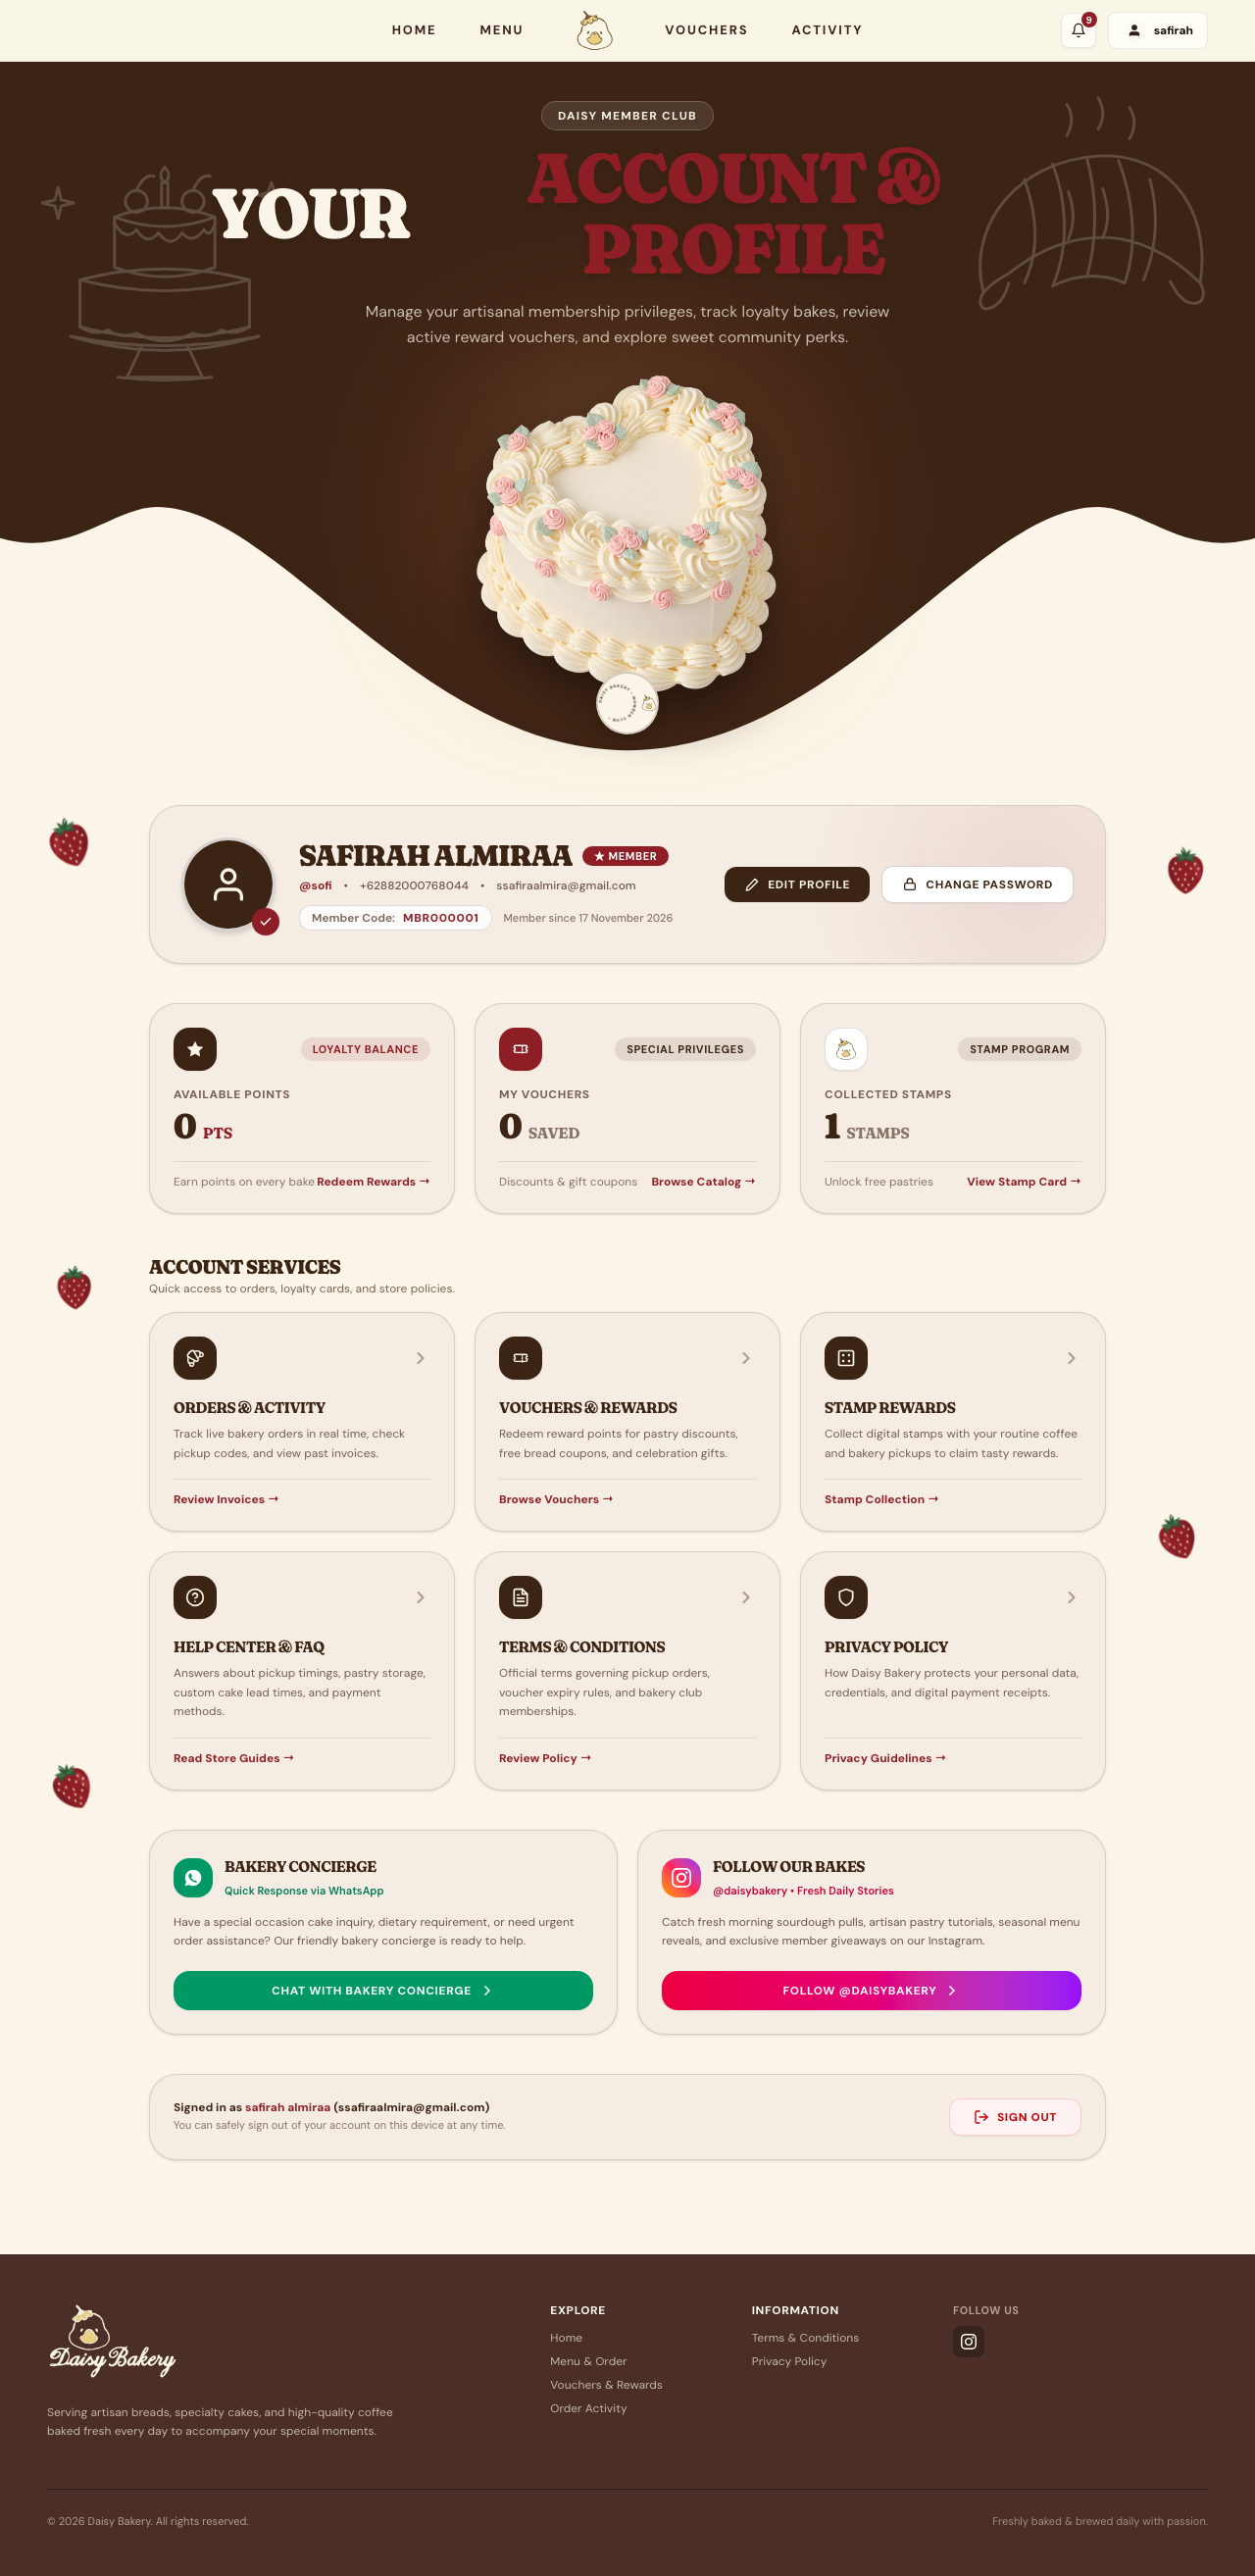 HOME MENU VOUCHERS ACTIVITY 9 safirah
DAISY MEMBER CLUB
YOUR ACCOUNT &
PROFILE
Manage your artisanal membership privileges, track loyalty bakes, review
active reward vouchers, and explore sweet community perks.
SAFIRAH ALMIRAA ★ MEMBER
@sofi • +62882000768044 • ssafiraalmira@gmail.com
Member Code: MBR000001 Member since 17 November 2026
EDIT PROFILE CHANGE PASSWORD
LOYALTY BALANCE
AVAILABLE POINTS
0 PTS
Earn points on every bake Redeem Rewards →
SPECIAL PRIVILEGES
MY VOUCHERS
0 SAVED
Discounts & gift coupons Browse Catalog →
STAMP PROGRAM
COLLECTED STAMPS
1 STAMPS
Unlock free pastries View Stamp Card →
ACCOUNT SERVICES
Quick access to orders, loyalty cards, and store policies.
ORDERS & ACTIVITY
Track live bakery orders in real time, check
pickup codes, and view past invoices.
Review Invoices →
VOUCHERS & REWARDS
Redeem reward points for pastry discounts,
free bread coupons, and celebration gifts.
Browse Vouchers →
STAMP REWARDS
Collect digital stamps with your routine coffee
and bakery pickups to claim tasty rewards.
Stamp Collection →
HELP CENTER & FAQ
Answers about pickup timings, pastry storage,
custom cake lead times, and payment
methods.
Read Store Guides →
TERMS & CONDITIONS
Official terms governing pickup orders,
voucher expiry rules, and bakery club
memberships.
Review Policy →
PRIVACY POLICY
How Daisy Bakery protects your personal data,
credentials, and digital payment receipts.
Privacy Guidelines →
BAKERY CONCIERGE
Quick Response via WhatsApp
Have a special occasion cake inquiry, dietary requirement, or need urgent
order assistance? Our friendly bakery concierge is ready to help.
CHAT WITH BAKERY CONCIERGE
FOLLOW OUR BAKES
@daisybakery • Fresh Daily Stories
Catch fresh morning sourdough pulls, artisan pastry tutorials, seasonal menu
reveals, and exclusive member giveaways on our Instagram.
FOLLOW @DAISYBAKERY
Signed in as safirah almiraa (ssafiraalmira@gmail.com)
You can safely sign out of your account on this device at any time.
SIGN OUT
Daisy Bakery
Serving artisan breads, specialty cakes, and high-quality coffee
baked fresh every day to accompany your special moments.
EXPLORE
Home
Menu & Order
Vouchers & Rewards
Order Activity
INFORMATION
Terms & Conditions
Privacy Policy
FOLLOW US
© 2026 Daisy Bakery. All rights reserved.
Freshly baked & brewed daily with passion.